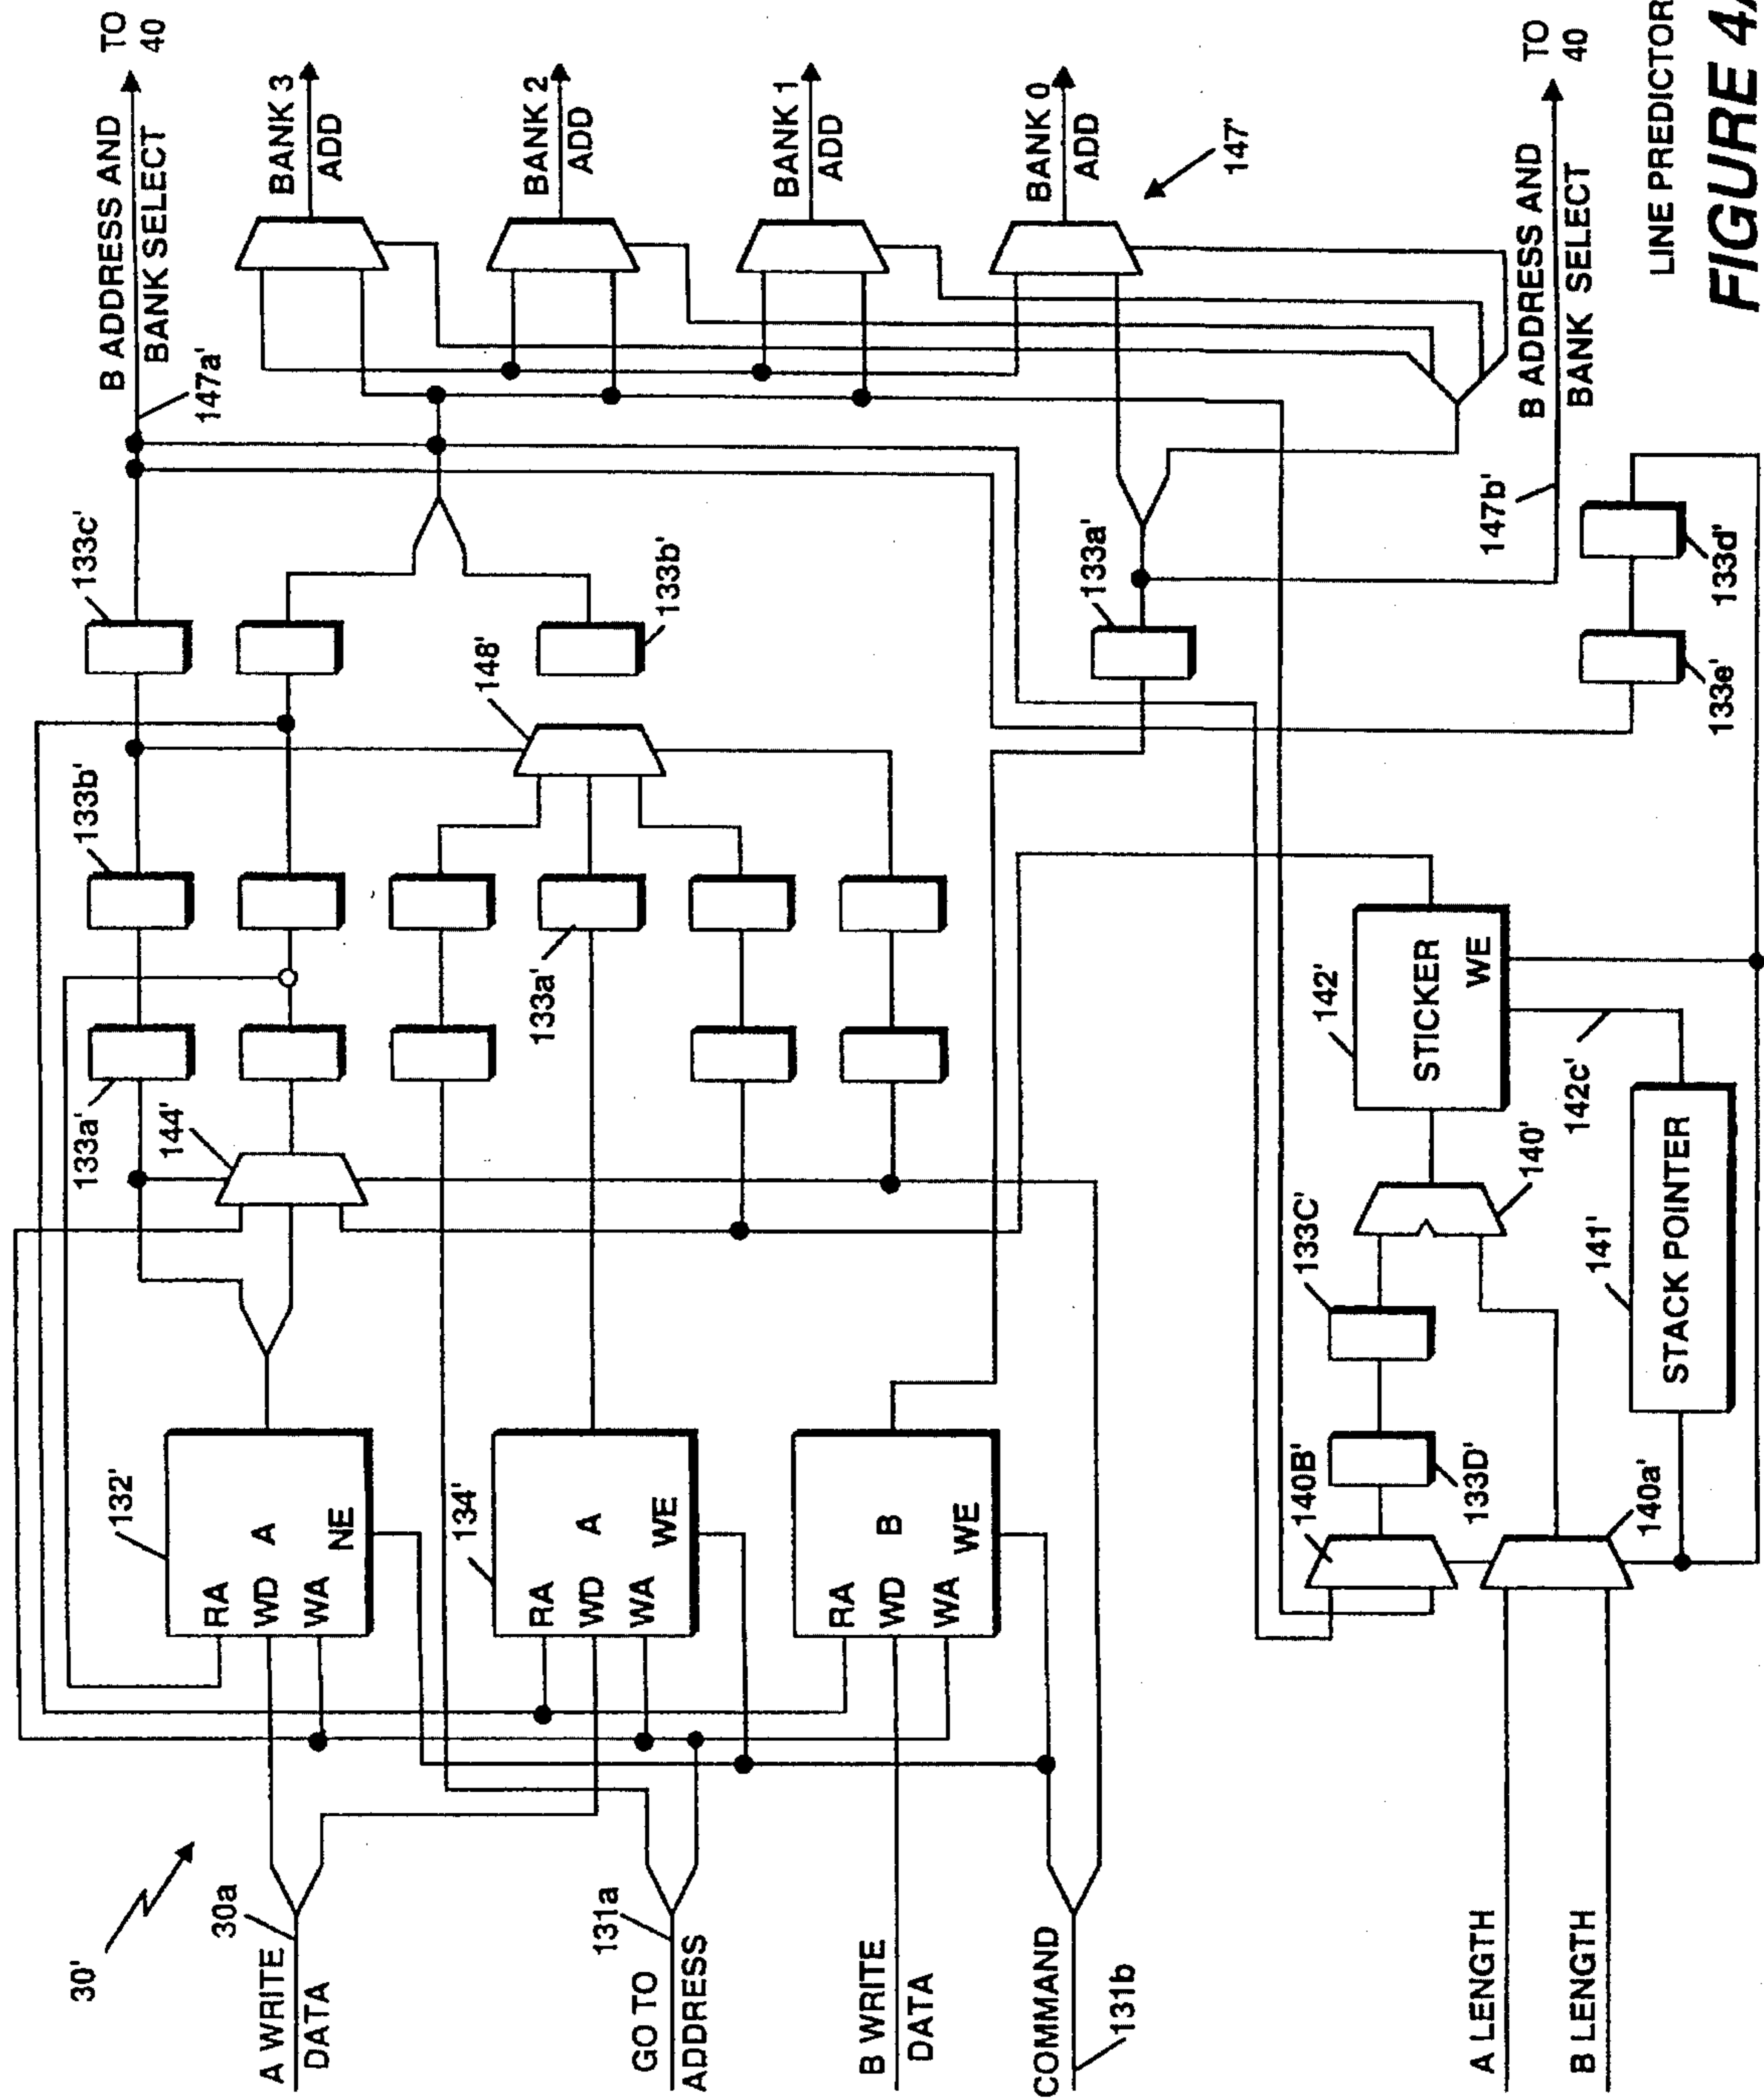 30'
A WRITE
DATA
30a
GO TO
ADDRESS
131a
B WRITE
DATA
COMMAND
131b
A LENGTH
B LENGTH
132'
RA
WD
WA
A
NE
134'
RA
WD
WA
A
WE
RA
WD
WA
B
WE
144'
133a'
133b'
133c'
133a'
148'
133b'
133a'
147a'
B ADDRESS AND
BANK SELECT
TO
40
BANK 3
ADD
BANK 2
ADD
BANK 1
ADD
BANK 0
ADD
147'
B ADDRESS AND
BANK SELECT
TO
40
147b'
140B'
133D'
133C'
140a'
140'
142'
STICKER
WE
142c'
141'
STACK POINTER
133e'
133d'
LINE PREDICTOR
FIGURE 4A